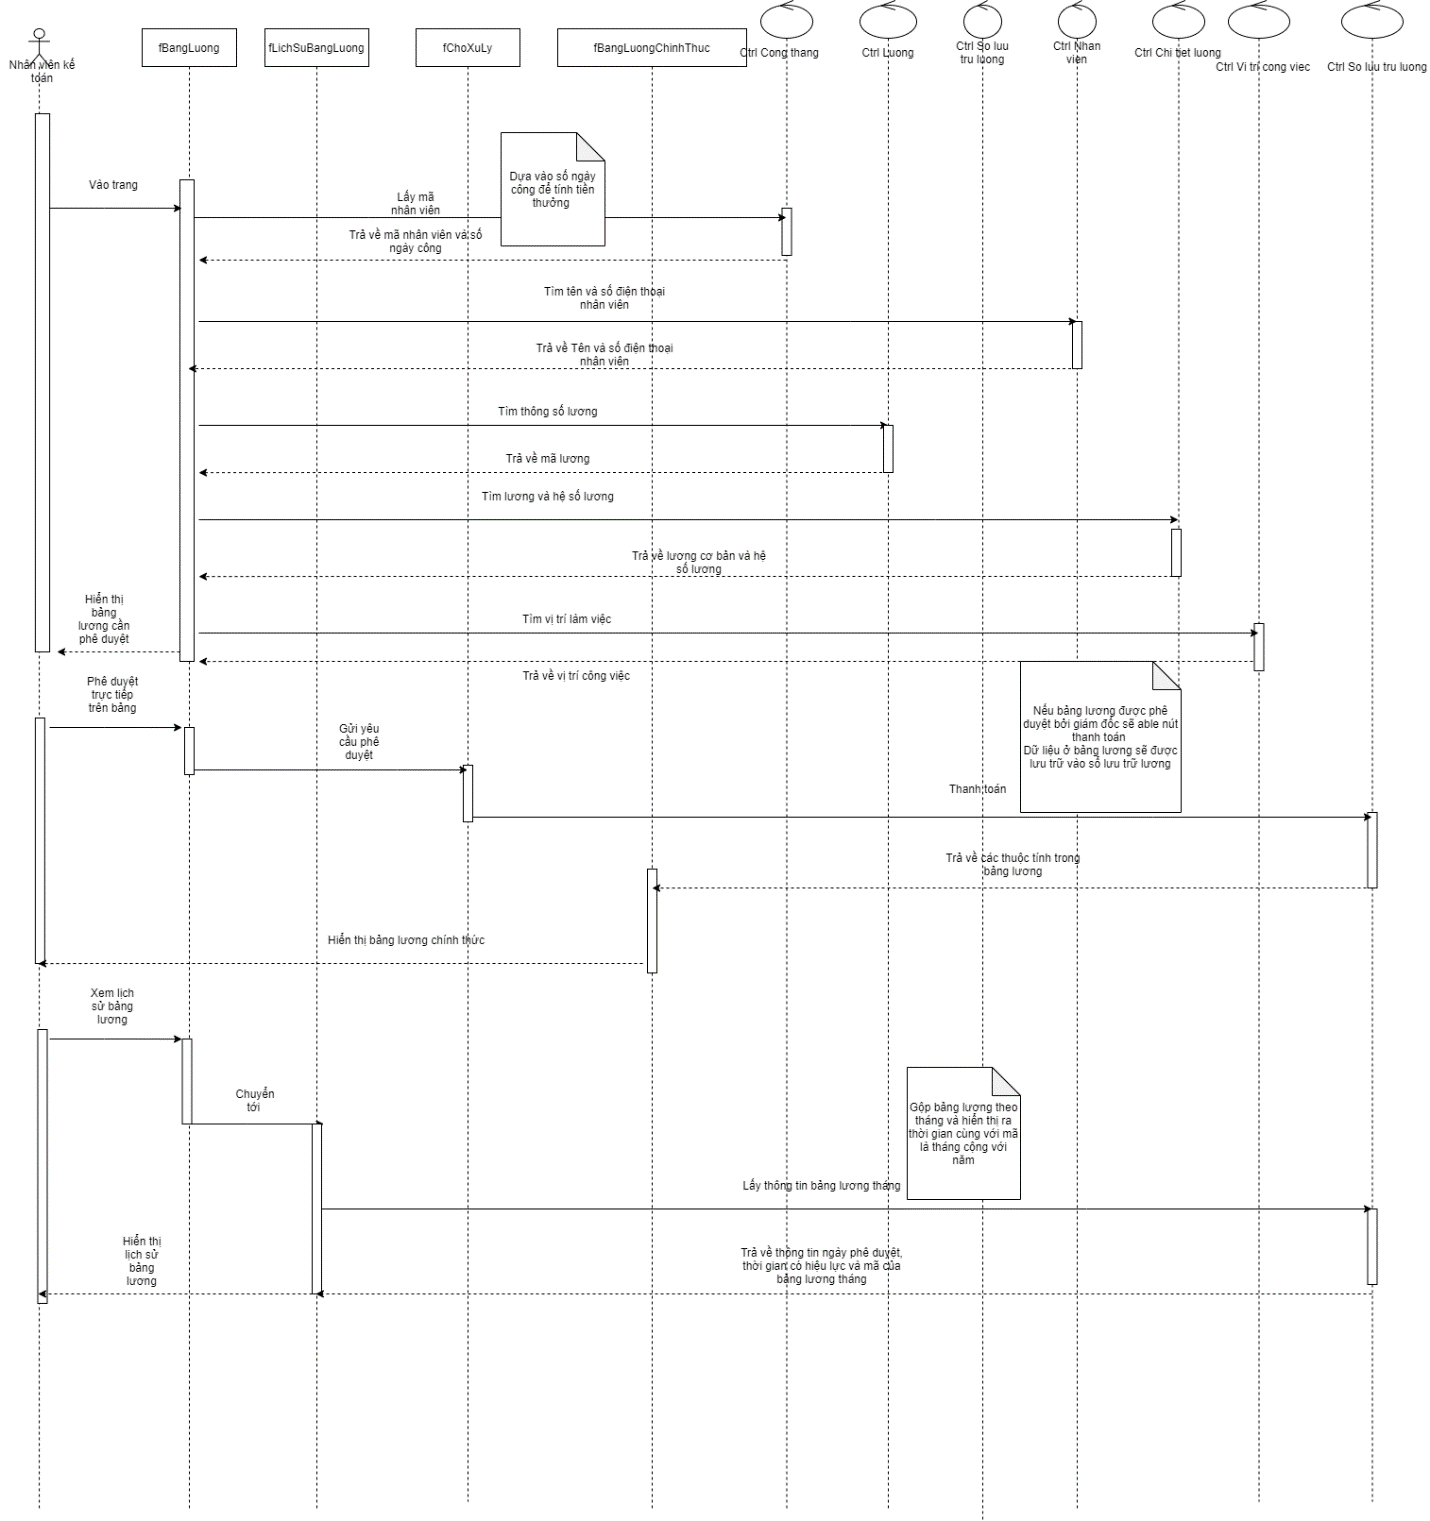 Nhân viên kế
toán
fBangLuong
fLichSuBangLuong
fChoXuLy
fBangLuongChinhThuc
Ctrl Cong thang
Ctrl Luong
Ctrl So luu
tru luong
Ctrl Nhan
vien
Ctrl Chi tiet luong
Ctrl Vi tri cong viec
Ctrl So luu tru luong
Vào trang
Lấy mã
nhân viên
Dựa vào số ngày
công để tính tiền
thưởng
Trả về mã nhân viên và số
ngày công
Tìm tên và số điện thoại
nhân viên
Trả về Tên và số điện thoại
nhân viên
Tìm thông số lương
Trả về mã lương
Tìm lương và hệ số lương
Trả về lương cơ bản và hệ
số lương
Hiển thị
bảng
lương cần
phê duyệt
Tìm vị trí làm việc
Trả về vị trí công việc
Phê duyệt
trực tiếp
trên bảng
Gửi yêu
cầu phê
duyệt
Nếu bảng lương được phê
duyệt bởi giám đốc sẽ able nút
thanh toán
Dữ liệu ở bảng lương sẽ được
lưu trữ vào sổ lưu trữ lương
Thanh toán
Trả về các thuộc tính trong
bảng lương
Hiển thị bảng lương chính thức
Xem lịch
sử bảng
lương
Chuyển
tới
Gộp bảng lương theo
tháng và hiển thị ra
thời gian cùng với mã
là tháng cộng với
năm
Lấy thông tin bảng lương tháng
Hiển thị
lịch sử
bảng
lương
Trả về thông tin ngày phê duyệt,
thời gian có hiệu lực và mã của
bảng lương tháng